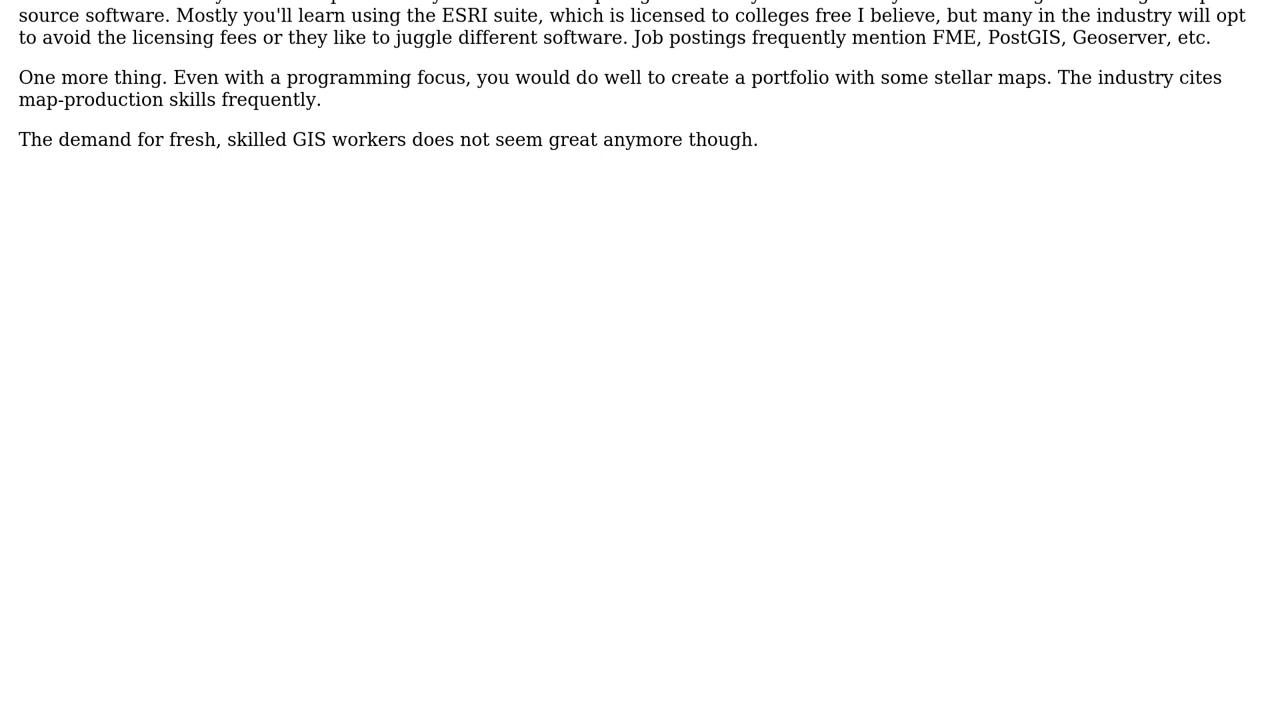 source software. Mostly you'll learn using the ESRI suite, which is licensed to colleges free I believe, but many in the industry will opt
to avoid the licensing fees or they like to juggle different software. Job postings frequently mention FME, PostGIS, Geoserver, etc.
One more thing. Even with a programming focus, you would do well to create a portfolio with some stellar maps. The industry cites
map-production skills frequently.
The demand for fresh, skilled GIS workers does not seem great anymore though.